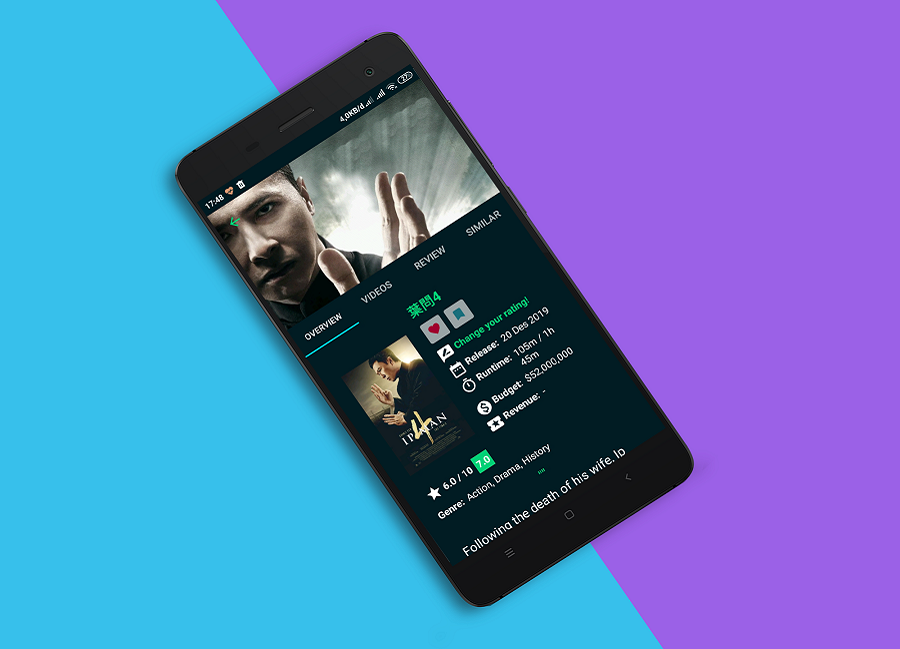 4,0KB/d
27
17:48
OVERVIEW VIDEOS REVIEW SIMILAR
葉問4
Change your rating!
Release: 20 Des 2019
Runtime: 105m / 1h
45m
Budget: $52.000.000
Revenue: -
IP MAN
4
6.0 / 10 7.0
Genre: Action, Drama, History
Following the death of his wife, Ip